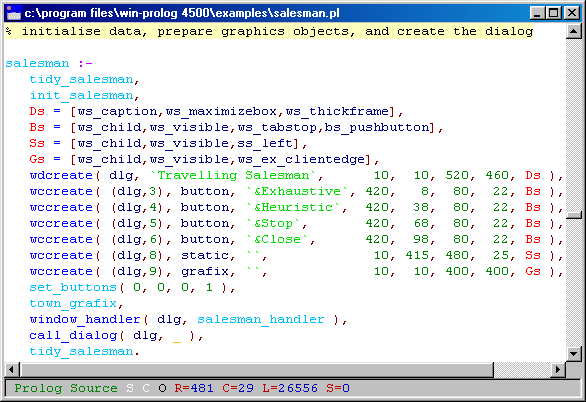 c:\program files\win-prolog 4500\examples\salesman.pl
% initialise data, prepare graphics objects, and create the dialog
salesman :-
   tidy_salesman,
   init_salesman,
   Ds = [ws_caption,ws_maximizebox,ws_thickframe],
   Bs = [ws_child,ws_visible,ws_tabstop,bs_pushbutton],
   Ss = [ws_child,ws_visible,ss_left],
   Gs = [ws_child,ws_visible,ws_ex_clientedge],
   wdcreate( dlg, `Travelling Salesman`,      10,  10, 520, 460, Ds ),
   wccreate( (dlg,3), button, `&Exhaustive`, 420,   8,  80,  22, Bs ),
   wccreate( (dlg,4), button, `&Heuristic`,  420,  38,  80,  22, Bs ),
   wccreate( (dlg,5), button, `&Stop`,       420,  68,  80,  22, Bs ),
   wccreate( (dlg,6), button, `&Close`,      420,  98,  80,  22, Bs ),
   wccreate( (dlg,8), static, ``,             10, 415, 480,  25, Ss ),
   wccreate( (dlg,9), grafix, ``,             10,  10, 400, 400, Gs ),
   set_buttons( 0, 0, 0, 1 ),
   town_grafix,
   window_handler( dlg, salesman_handler ),
   call_dialog( dlg, _ ),
   tidy_salesman.
Prolog Source S C O R=481 C=29 L=26556 S=0